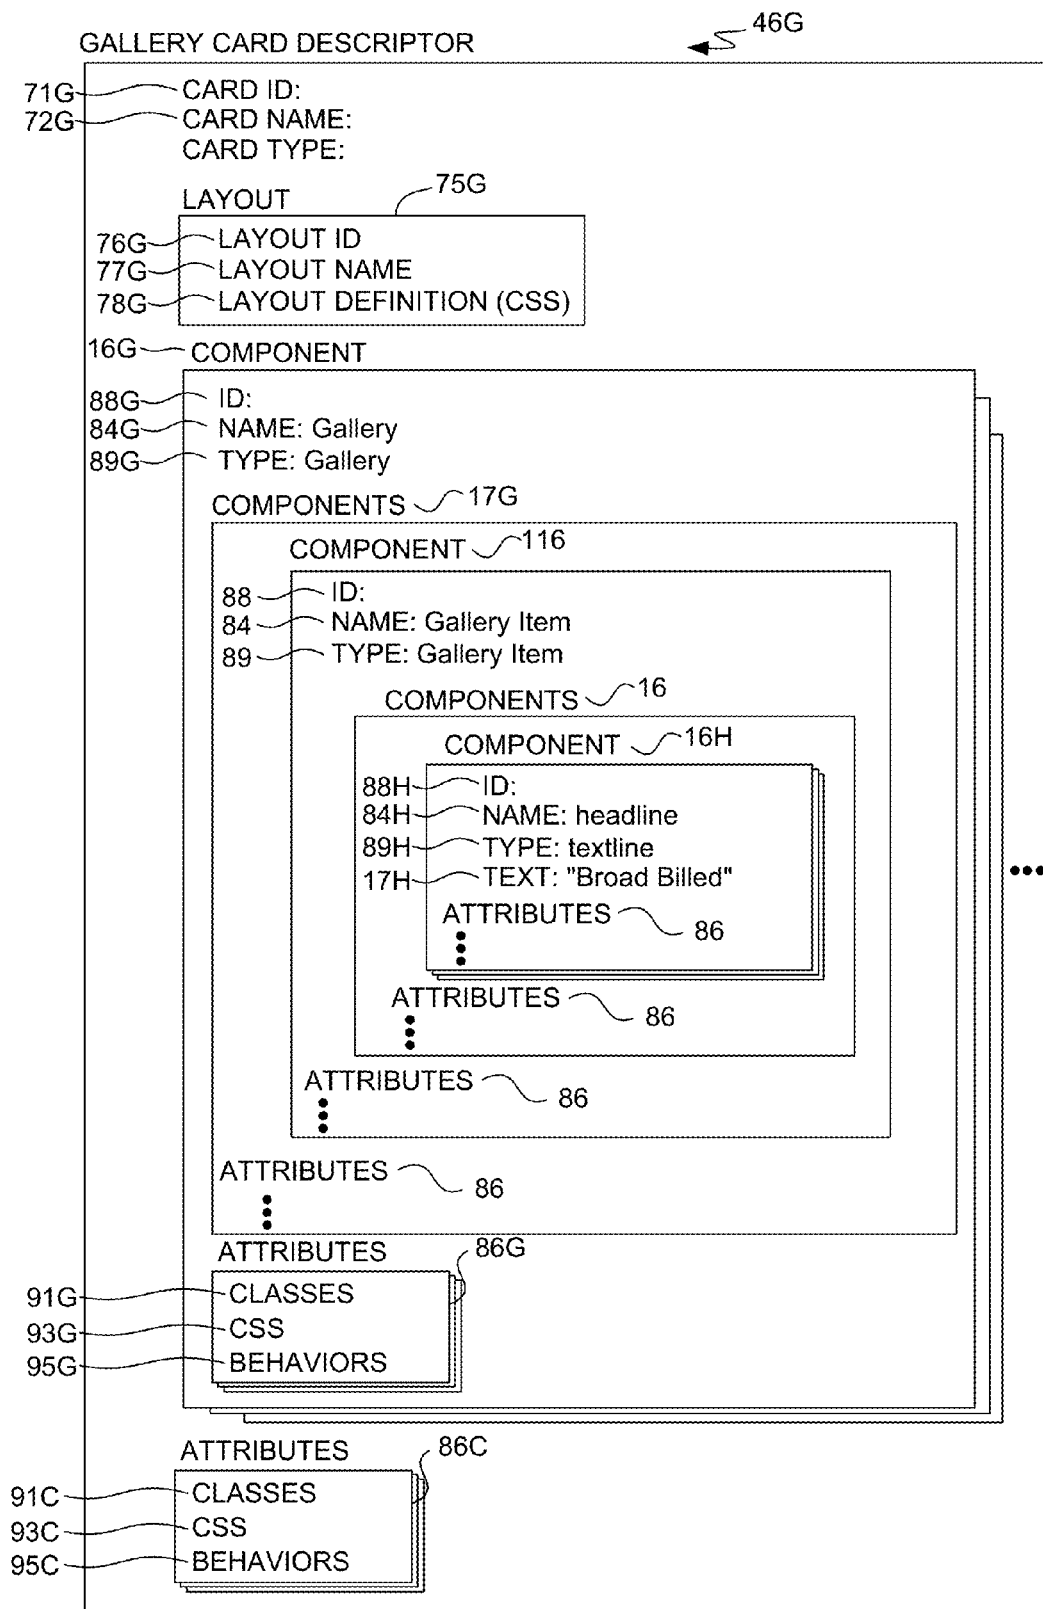 46G
GALLERY CARD DESCRIPTOR
71G CARD ID:
72G CARD NAME:
CARD TYPE:
75G
LAYOUT
76G LAYOUT ID
77G LAYOUT NAME
78G LAYOUT DEFINITION (CSS)
16G COMPONENT
88G ID:
84G NAME: Gallery
89G TYPE: Gallery
COMPONENTS 17G
COMPONENT 116
88 ID:
84 NAME: Gallery Item
89 TYPE: Gallery Item
COMPONENTS 16
COMPONENT 16H
88H ID:
84H NAME: headline
89H TYPE: textline
17H TEXT: "Broad Billed"
ATTRIBUTES 86
ATTRIBUTES 86
ATTRIBUTES 86
ATTRIBUTES 86
ATTRIBUTES 86G
91G CLASSES
93G CSS
95G BEHAVIORS
ATTRIBUTES 86C
91C CLASSES
93C CSS
95C BEHAVIORS